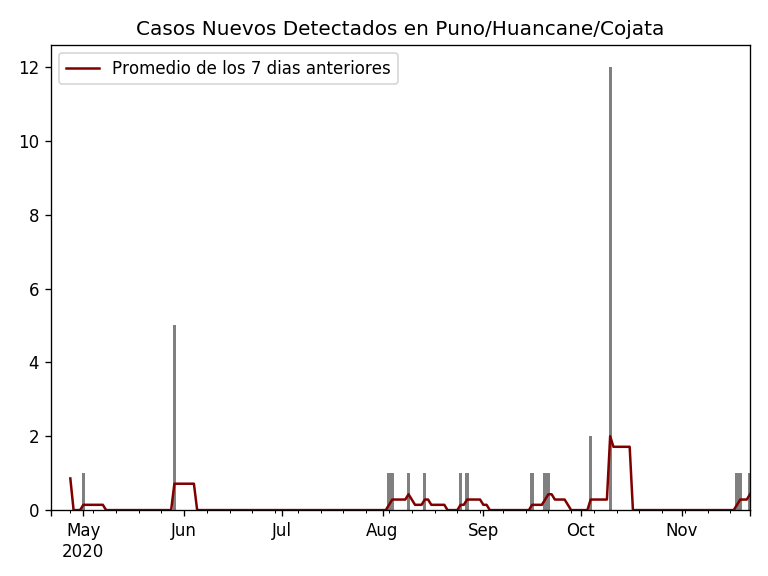 Casos Nuevos Detectados en Puno/Huancane/Cojata
Promedio de los 7 dias anteriores
12
10
8
6
4
2
0
May Jun Jul Aug Sep Oct Nov
2020